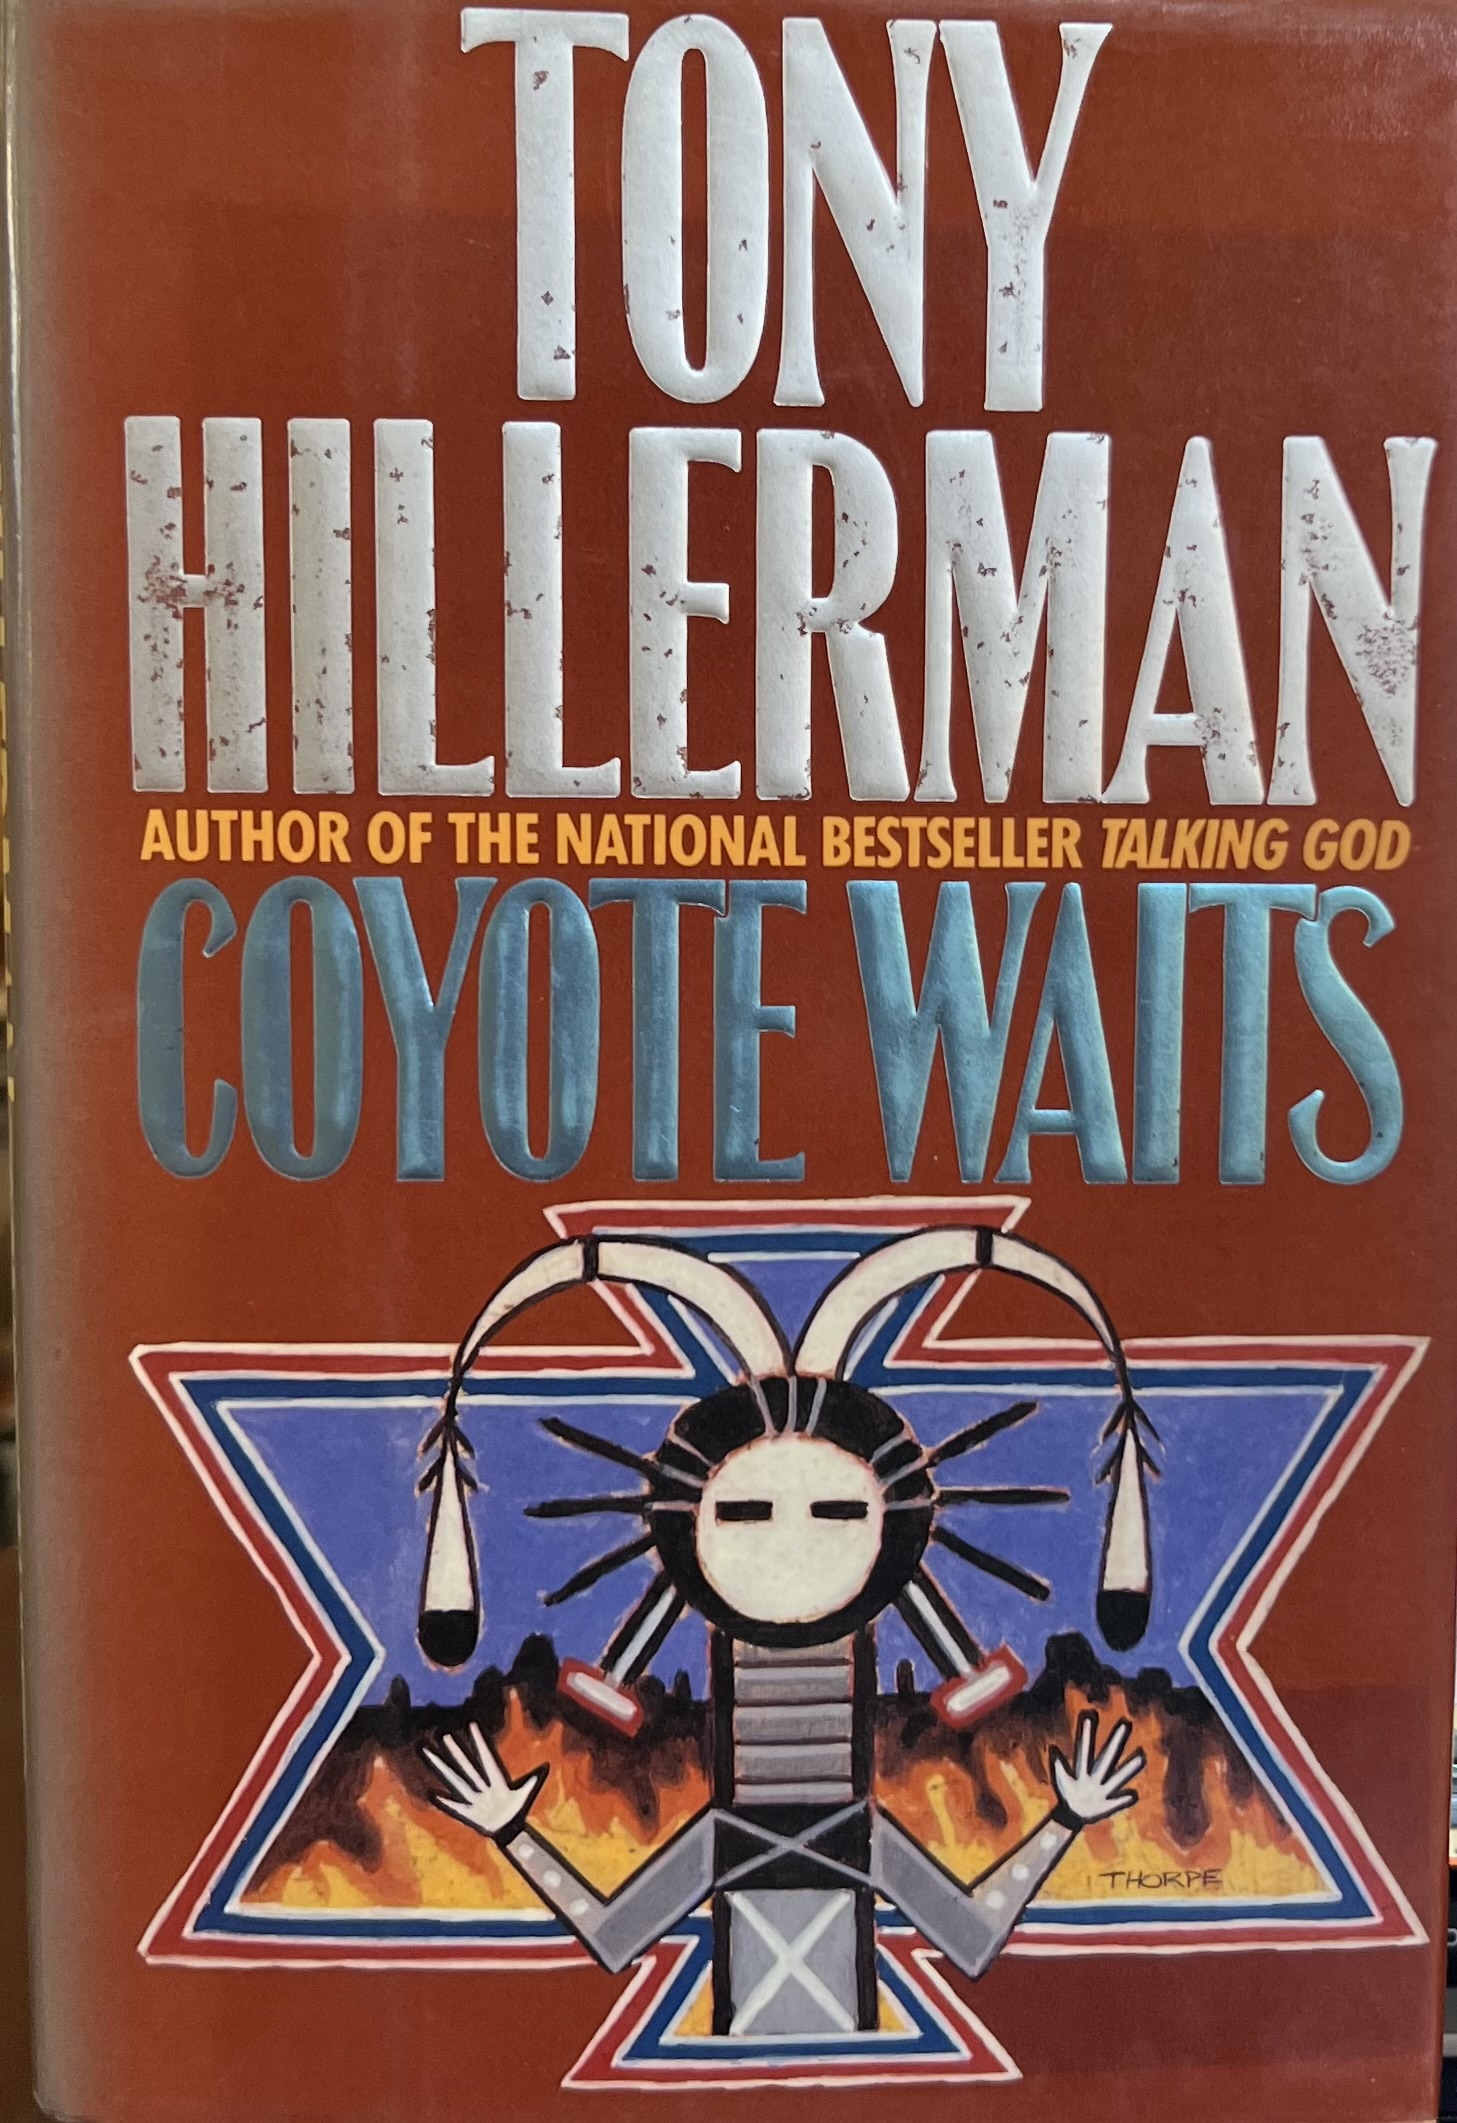 TONY
HILLERMAN
AUTHOR OF THE NATIONAL BESTSELLER TALKING GOD
COYOTE WAITS
THORPE